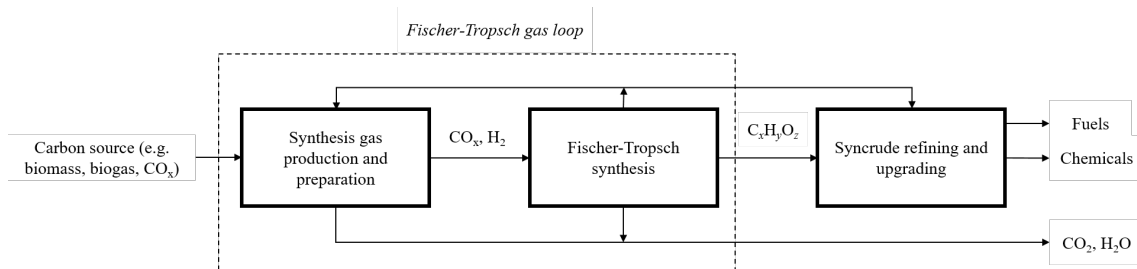 Fischer-Tropsch gas loop
Carbon source (e.g.
biomass, biogas, COₓ)
Synthesis gas
production and
preparation
COₓ, H₂
Fischer-Tropsch
synthesis
CₓHᵧO𝓏
Syncrude refining and
upgrading
Fuels
Chemicals
CO₂, H₂O